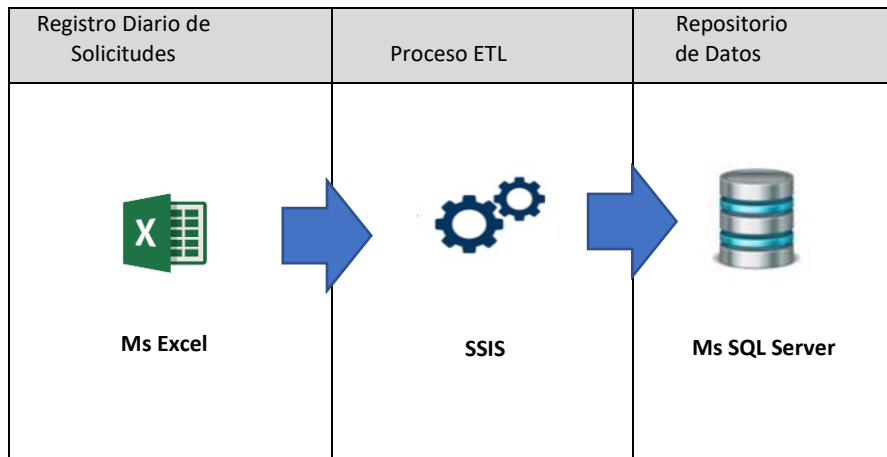 Registro Diario de
Solicitudes
Proceso ETL
Repositorio
de Datos
X
Ms Excel
SSIS
Ms SQL Server